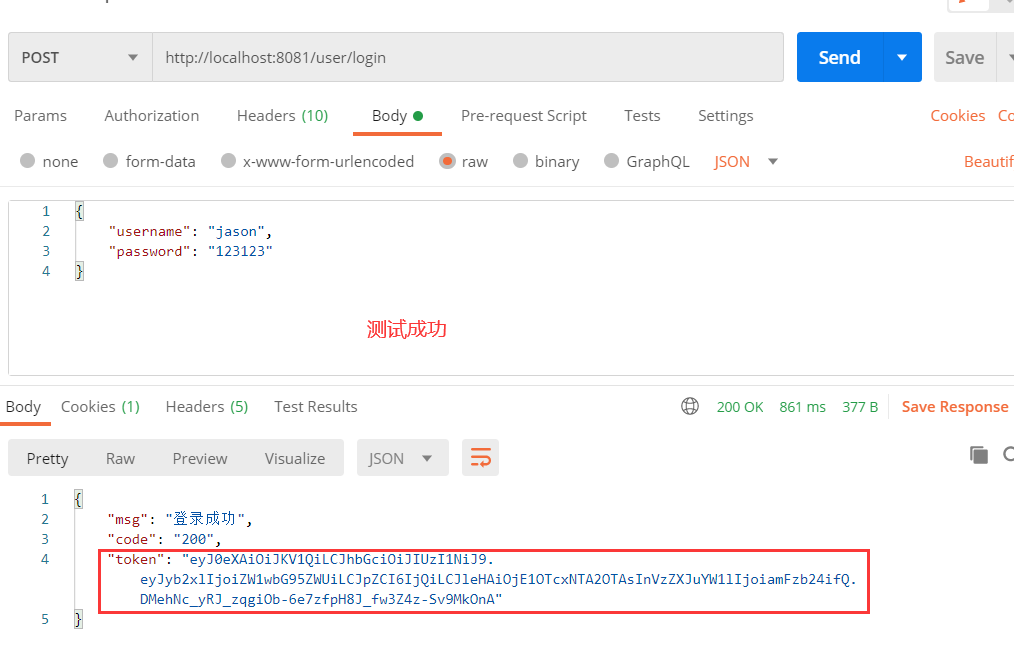 POST
http://localhost:8081/user/login
Send
Save
Params Authorization Headers (10) Body Pre-request Script Tests Settings Cookies
none form-data x-www-form-urlencoded raw binary GraphQL JSON Beautif
1 {
2 "username": "jason",
3 "password": "123123"
4 }
测试成功
Body Cookies (1) Headers (5) Test Results 200 OK 861 ms 377 B Save Response
Pretty Raw Preview Visualize JSON
1 {
2 "msg": "登录成功",
3 "code": "200",
4 "token": "eyJ0eXAiOiJKV1QiLCJhbGciOiJIUzI1NiJ9.
eyJyb2xlIjoiZW1wbG95ZWUiLCJpZCI6IjQiLCJleHAiOjE1OTcxNTA2OTAsInVzZXJuYW1lIjoiamFzb24ifQ.
DMehNc_yRJ_zqgiOb-6e7zfpH8J_fw3Z4z-Sv9MkOnA"
5 }